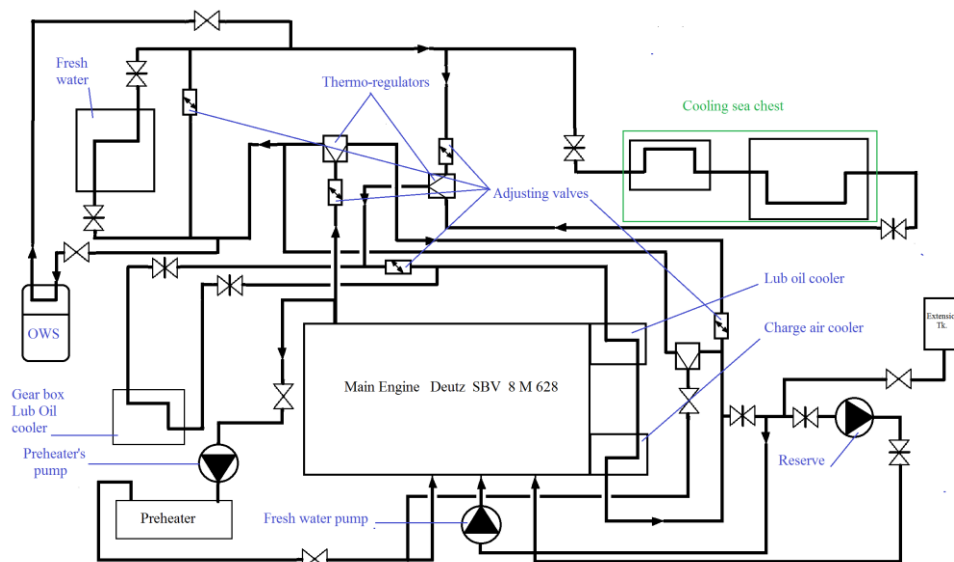 Fresh
water
Thermo-regulators
Cooling sea chest
Adjusting valves
OWS
Lub oil cooler
Extension
Tk.
Charge air cooler
Main Engine Deutz SBV 8 M 628
Gear box
Lub Oil
cooler
Preheater's
pump
Reserve
Preheater
Fresh water pump